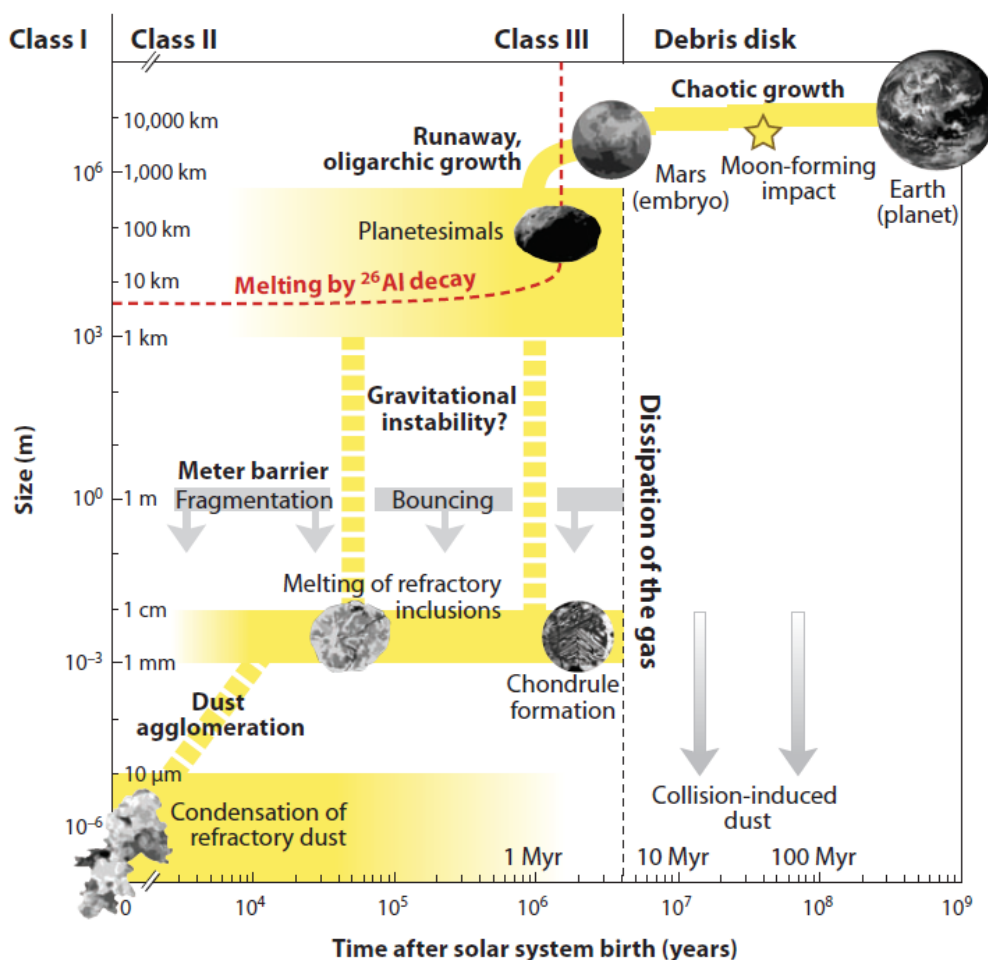 Class I
Class II
Class III
Debris disk
Chaotic growth
10,000 km
Runaway,
oligarchic growth
10⁶
1,000 km
Mars
(embryo)
Moon-forming
impact
Earth
(planet)
100 km
Planetesimals
10 km
Melting by ²⁶Al decay
10³
1 km
Gravitational
instability?
Meter barrier
10⁰
1 m
Fragmentation
Bouncing
Size (m)
Dissipation of the gas
Melting of refractory
inclusions
1 cm
10⁻³
1 mm
Chondrule
formation
Dust
agglomeration
10 μm
Condensation of
refractory dust
10⁻⁶
Collision-induced
dust
1 Myr
10 Myr
100 Myr
0
10⁴
10⁵
10⁶
10⁷
10⁸
10⁹
Time after solar system birth (years)